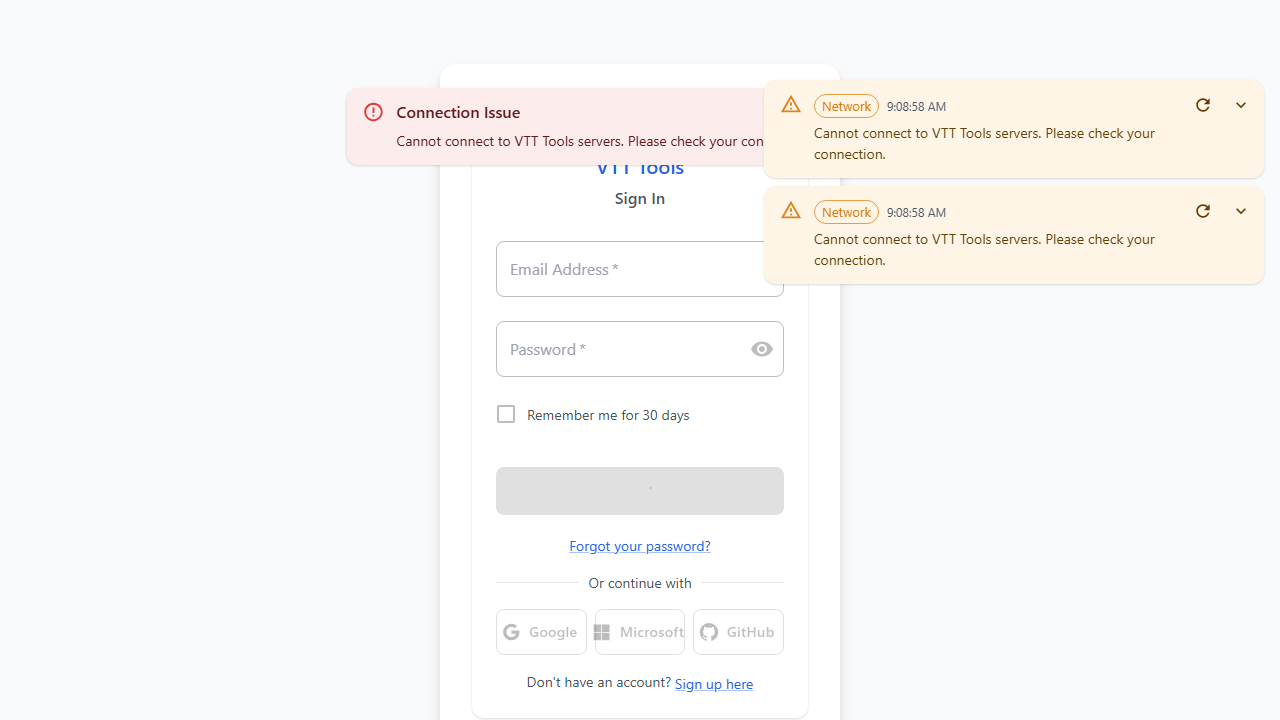 Connection Issue
Cannot connect to VTT Tools servers. Please check your
Network 9:08:58 AM
Cannot connect to VTT Tools servers. Please check your
connection.
Network 9:08:58 AM
Cannot connect to VTT Tools servers. Please check your
connection.
VTT Tools
Sign In
Email Address *
Password *
Remember me for 30 days
Forgot your password?
Or continue with
Google
Microsoft
GitHub
Don't have an account? Sign up here